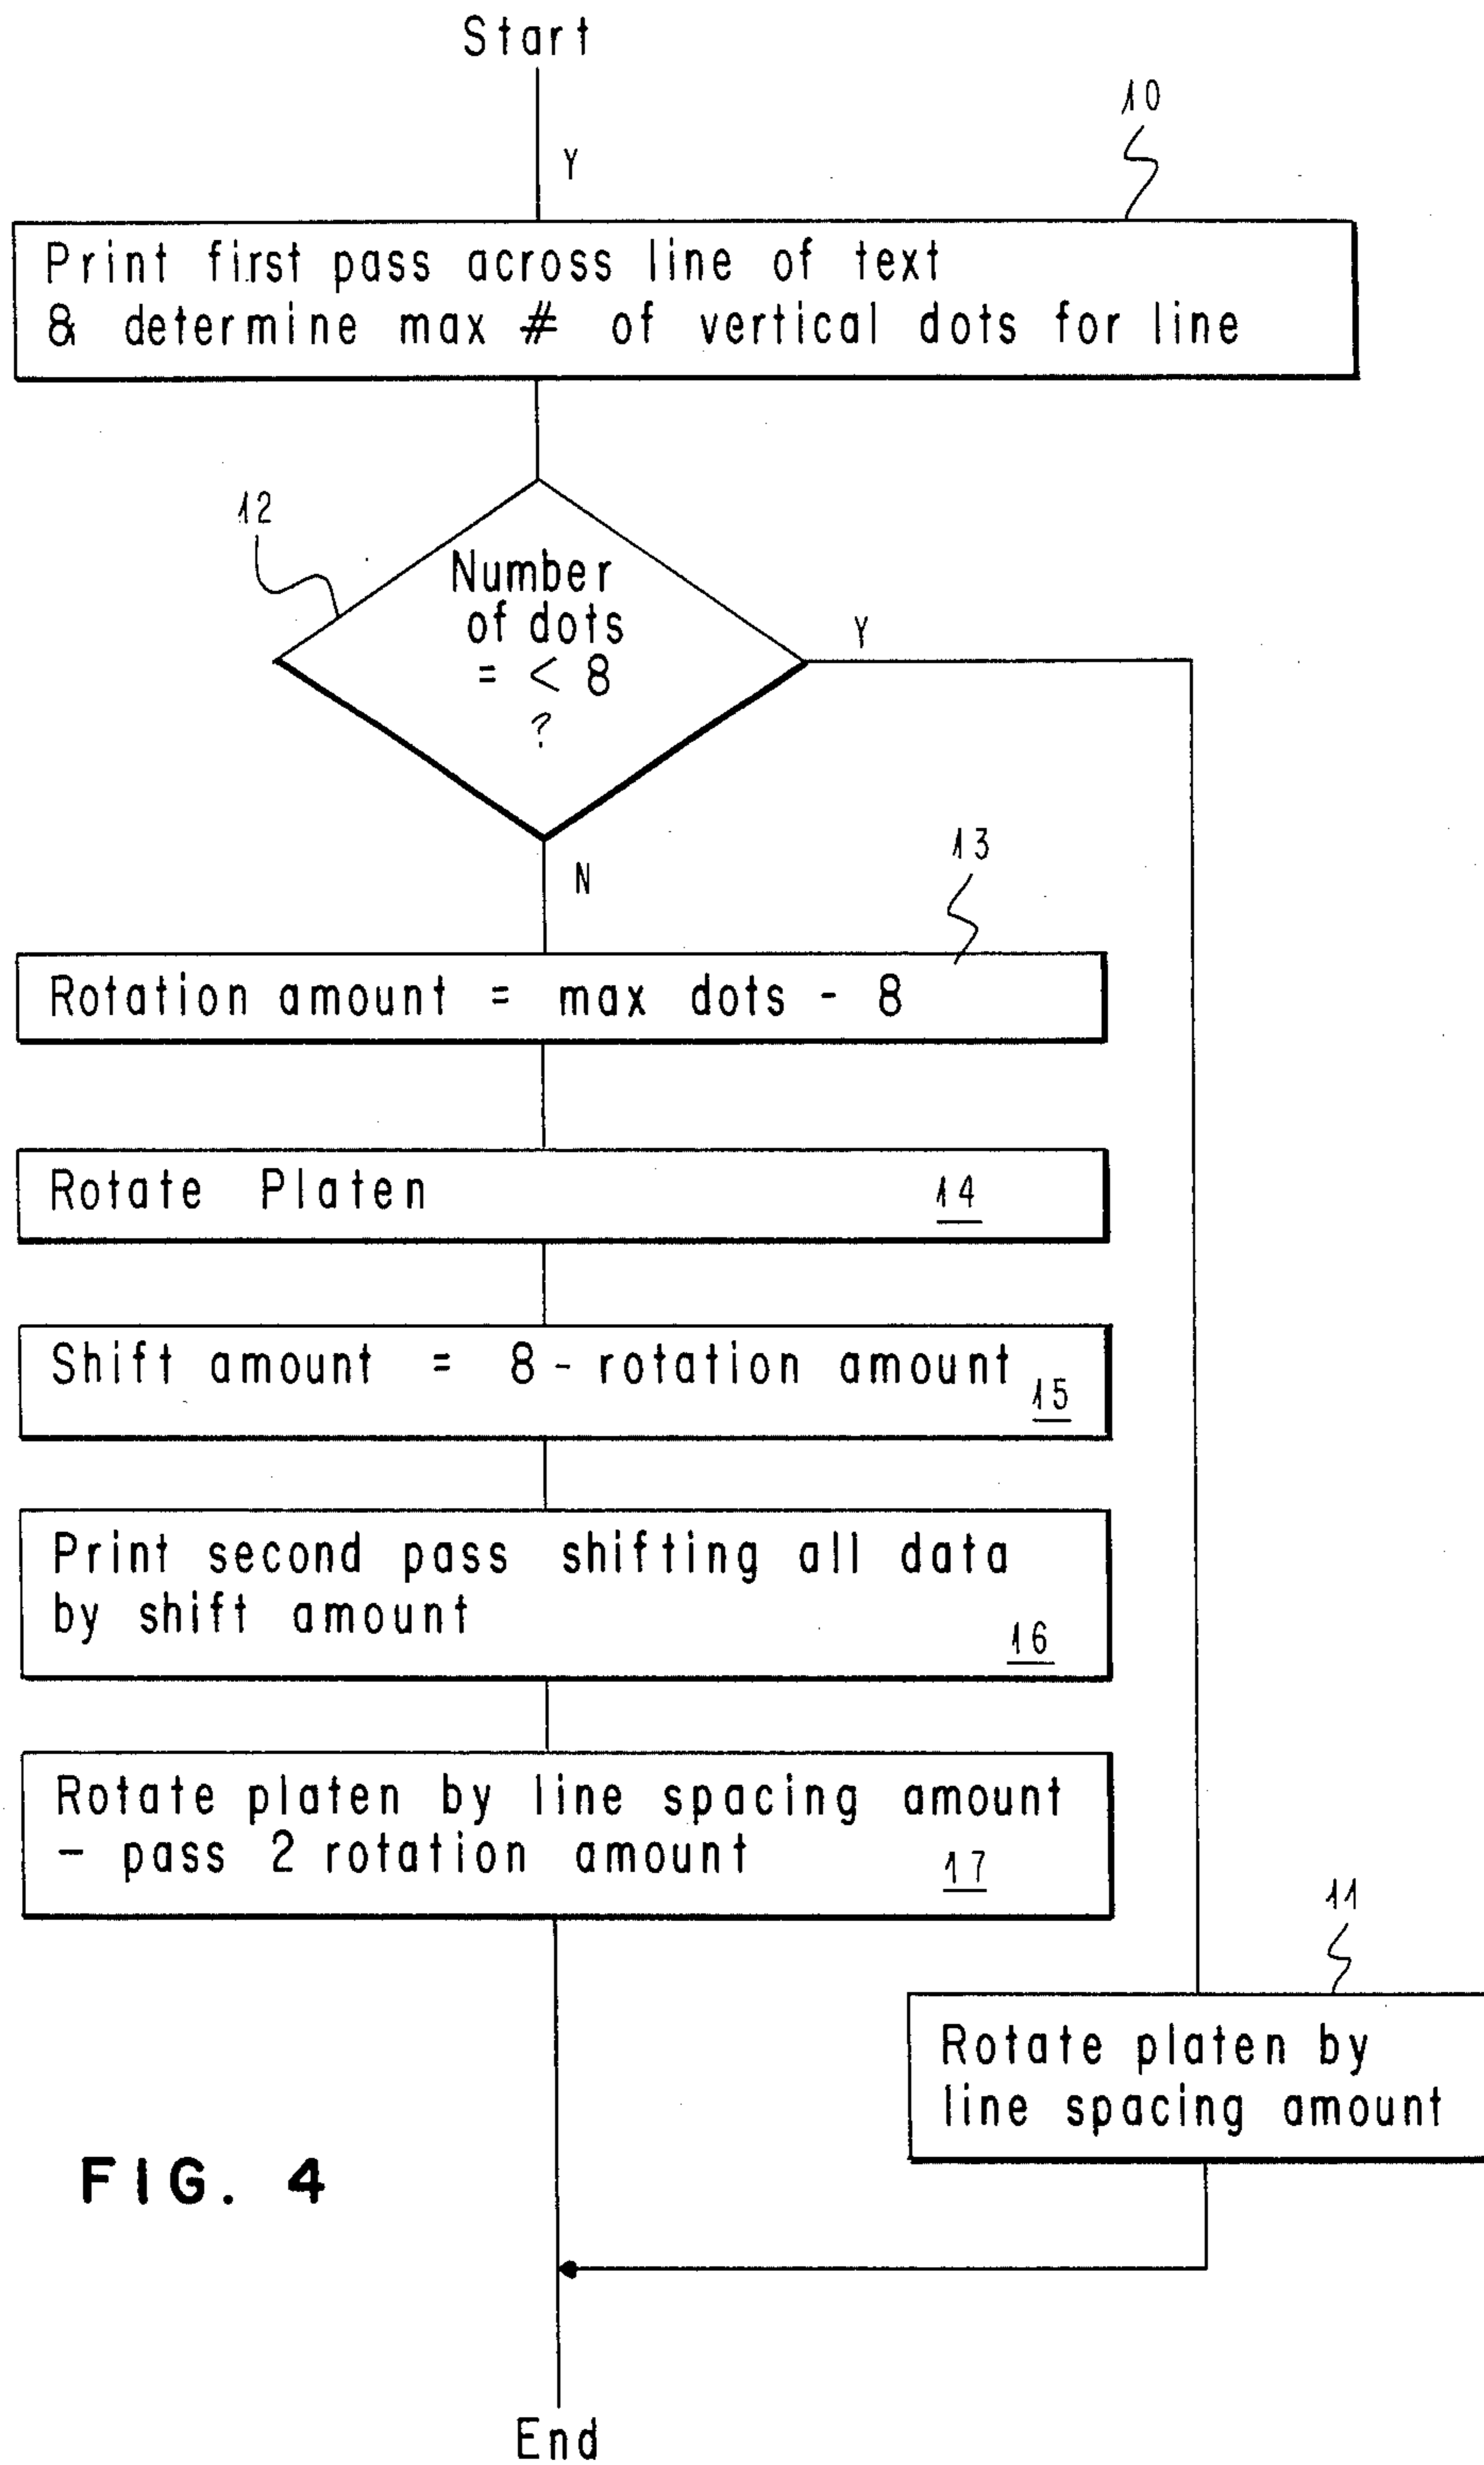 Start
Y
10
Print first pass across line of text
& determine max # of vertical dots for line
12
Number
of dots
= < 8
?
Y
N
13
Rotation amount = max dots - 8
Rotate Platen 14
Shift amount = 8 - rotation amount 15
Print second pass shifting all data
by shift amount
16
Rotate platen by line spacing amount
- pass 2 rotation amount 17
11
Rotate platen by
line spacing amount
FIG. 4
End